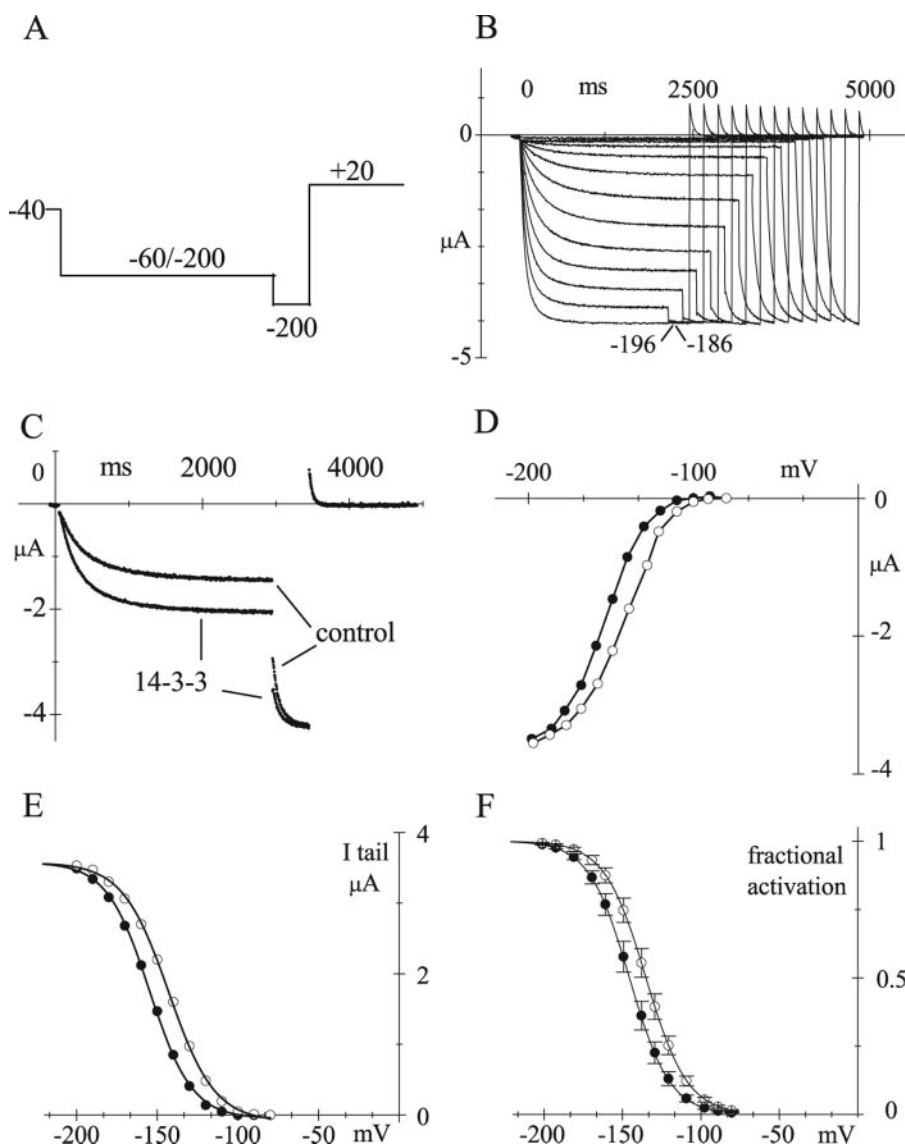 A
-40
-60/-200
-200
+20
B
0 ms 2500 5000
0
μA
-5
-196 -186
C
0 ms 2000 4000
μA
-2
-4
control
14-3-3
D
-200 -100 mV
0
μA
-2
-4
E
I tail
μA
4
2
0
-200 -150 -100 -50 mV
F
fractional
activation
1
0.5
0
-200 -150 -100 -50 mV